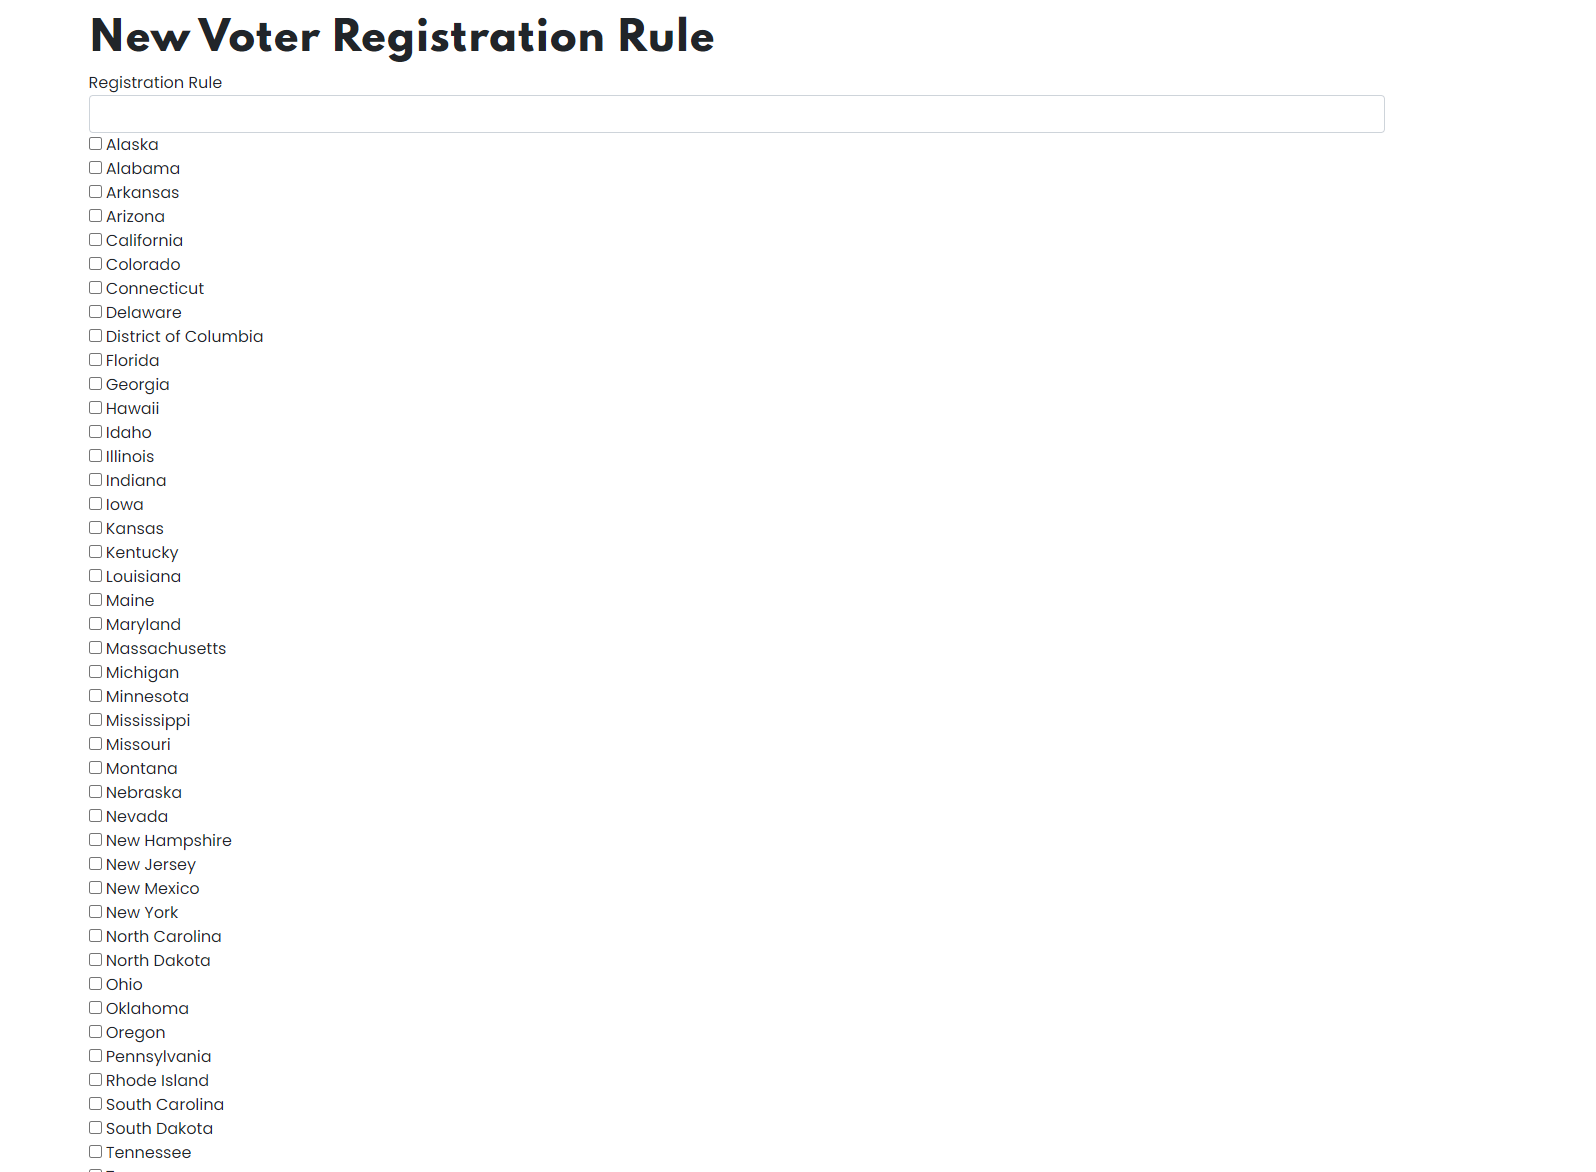 New Voter Registration Rule
Registration Rule
Alaska
Alabama
Arkansas
Arizona
California
Colorado
Connecticut
Delaware
District of Columbia
Florida
Georgia
Hawaii
Idaho
Illinois
Indiana
Iowa
Kansas
Kentucky
Louisiana
Maine
Maryland
Massachusetts
Michigan
Minnesota
Mississippi
Missouri
Montana
Nebraska
Nevada
New Hampshire
New Jersey
New Mexico
New York
North Carolina
North Dakota
Ohio
Oklahoma
Oregon
Pennsylvania
Rhode Island
South Carolina
South Dakota
Tennessee